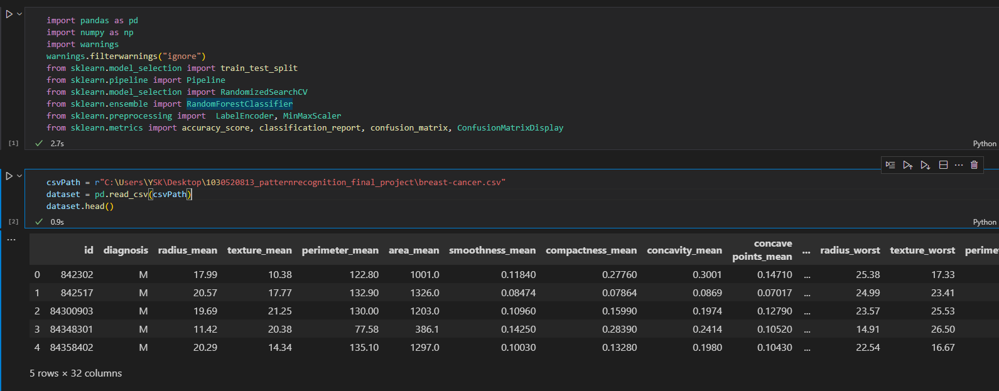 import pandas as pd
import numpy as np
import warnings
warnings.filterwarnings("ignore")
from sklearn.model_selection import train_test_split
from sklearn.pipeline import Pipeline
from sklearn.model_selection import RandomizedSearchCV
from sklearn.ensemble import RandomForestClassifier
from sklearn.preprocessing import  LabelEncoder, MinMaxScaler
from sklearn.metrics import accuracy_score, classification_report, confusion_matrix, ConfusionMatrixDisplay
[1] 2.7s Python
csvPath = r"C:\Users\YSK\Desktop\1030520813_patternrecognition_final_project\breast-cancer.csv"
dataset = pd.read_csv(csvPath)
dataset.head()
[2] 0.9s Python
id diagnosis radius_mean texture_mean perimeter_mean area_mean smoothness_mean compactness_mean concavity_mean concave points_mean ... radius_worst texture_worst perime
0 842302 M 17.99 10.38 122.80 1001.0 0.11840 0.27760 0.3001 0.14710 ... 25.38 17.33
1 842517 M 20.57 17.77 132.90 1326.0 0.08474 0.07864 0.0869 0.07017 ... 24.99 23.41
2 84300903 M 19.69 21.25 130.00 1203.0 0.10960 0.15990 0.1974 0.12790 ... 23.57 25.53
3 84348301 M 11.42 20.38 77.58 386.1 0.14250 0.28390 0.2414 0.10520 ... 14.91 26.50
4 84358402 M 20.29 14.34 135.10 1297.0 0.10030 0.13280 0.1980 0.10430 ... 22.54 16.67
5 rows × 32 columns